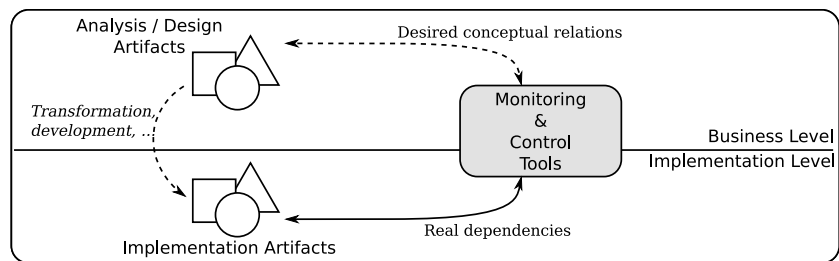 Analysis / Design
Artifacts
Desired conceptual relations
Transformation,
development, ...
Monitoring
&
Control
Tools
Business Level
Implementation Level
Implementation Artifacts
Real dependencies